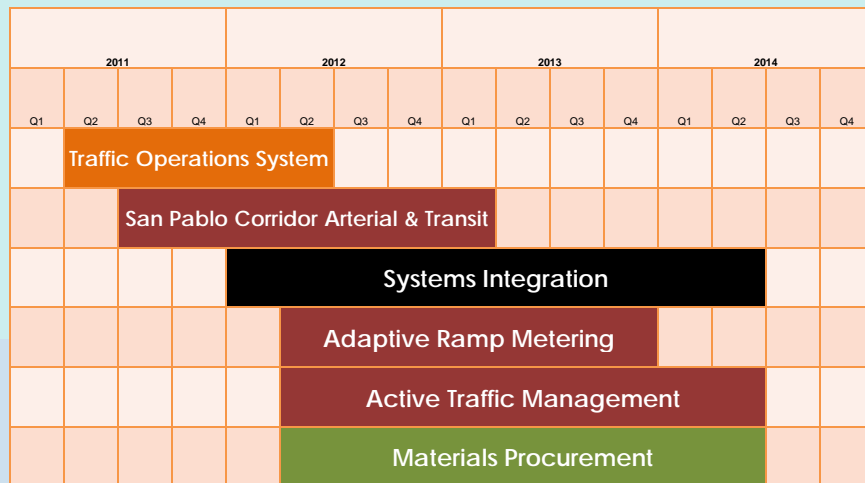 2011 2012 2013 2014
Q1 Q2 Q3 Q4 Q1 Q2 Q3 Q4 Q1 Q2 Q3 Q4 Q1 Q2 Q3 Q4
Traffic Operations System
San Pablo Corridor Arterial & Transit
Systems Integration
Adaptive Ramp Metering
Active Traffic Management
Materials Procurement